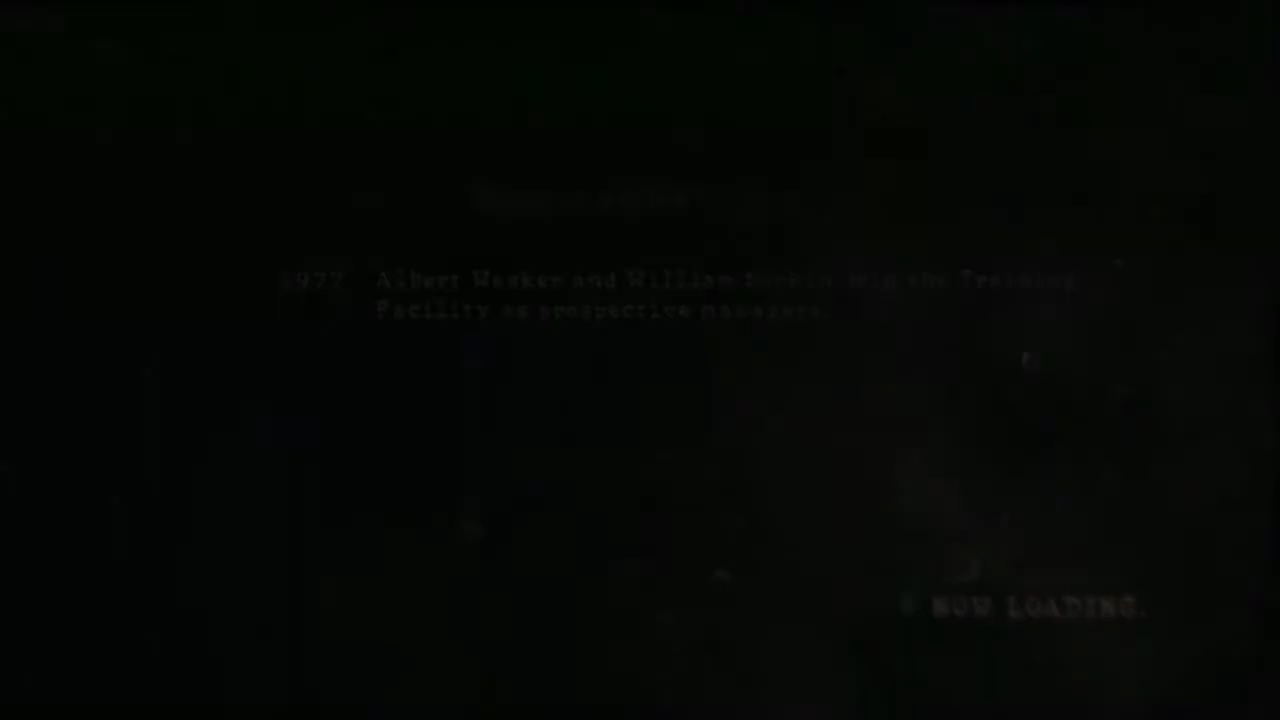 1977 Albert Wesker and William Birkin join the Training
Facility as prospective managers.
NOW LOADING.